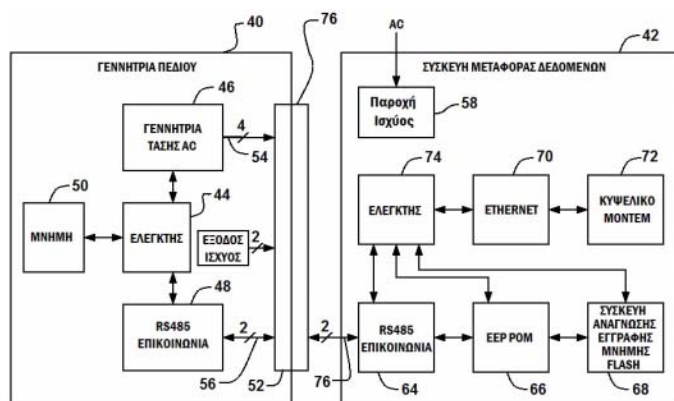 40
76
AC
42
ΓΕΝΝΗΤΡΙΑ ΠΕΔΙΟΥ
ΣΥΣΚΕΥΗ ΜΕΤΑΦΟΡΑΣ ΔΕΔΟΜΕΝΩΝ
46
ΓΕΝΝΗΤΡΙΑ
ΤΑΣΗΣ AC
4
54
Παροχή
Ισχύος
58
50
44
74
70
72
ΜΝΗΜΗ
ΕΛΕΓΚΤΗΣ
ΕΞΟΔΟΣ
ΙΣΧΥΟΣ
2
ΕΛΕΓΚΤΗΣ
ETHERNET
ΚΥΨΕΛΙΚΟ
ΜΟΝΤΕΜ
48
RS485
ΕΠΙΚΟΙΝΩΝΙΑ
2
56
52
2
76
RS485
ΕΠΙΚΟΙΝΩΝΙΑ
64
EEP ΡΟΜ
66
ΣΥΣΚΕΥΗ
ΑΝΑΓΝΩΣΗΣ
ΕΓΓΡΑΦΗΣ
ΜΝΗΜΗΣ
FLASH
68